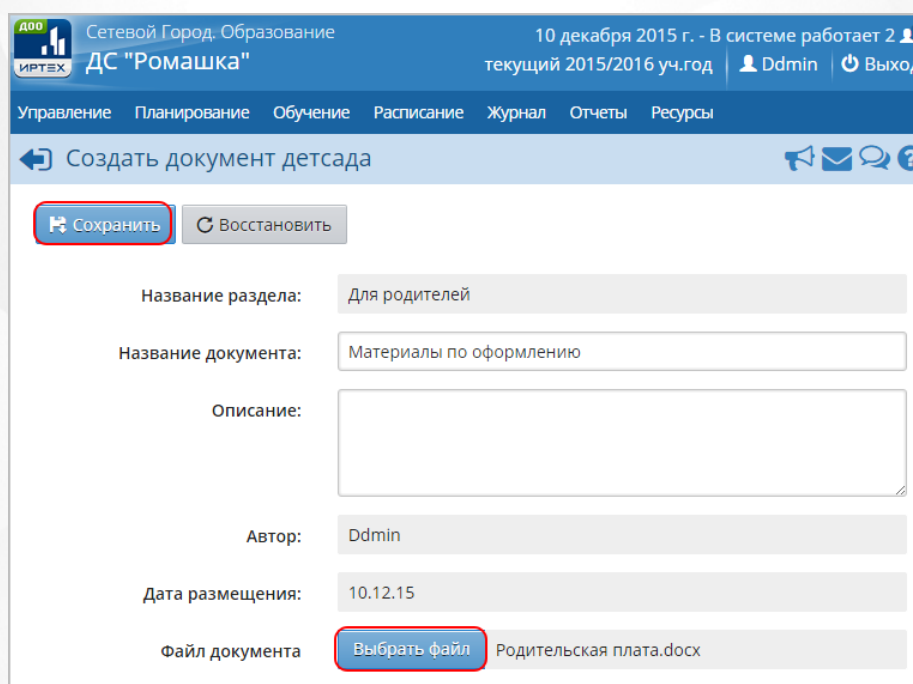 ДОО
ИРТЕХ
Сетевой Город. Образование
ДС "Ромашка"
10 декабря 2015 г. - В системе работает 2
текущий 2015/2016 уч.год Ddmin Выход
Управление Планирование Обучение Расписание Журнал Отчеты Ресурсы
Создать документ детсада
Сохранить Восстановить
Название раздела: Для родителей
Название документа: Материалы по оформлению
Описание:
Автор: Ddmin
Дата размещения: 10.12.15
Файл документа Выбрать файл Родительская плата.docx